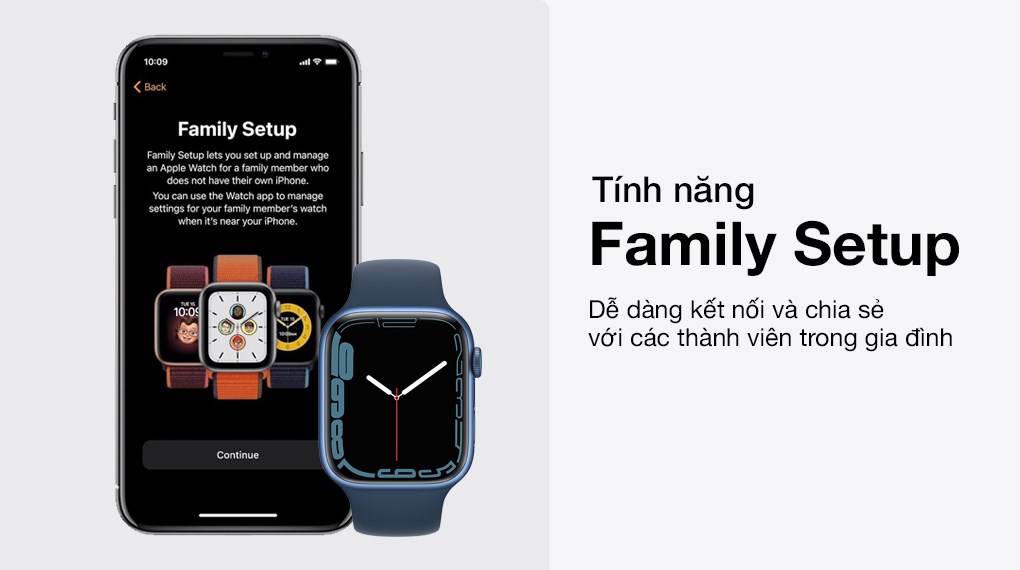 10:09
Back
Family Setup
Family Setup lets you set up and manage
an Apple Watch for a family member who
does not have their own iPhone.
You can use the Watch app to manage
settings for your family member's watch
when it's near your iPhone.
TUE 15
10:09
Continue
Tính năng
Family Setup
Dễ dàng kết nối và chia sẻ
với các thành viên trong gia đình